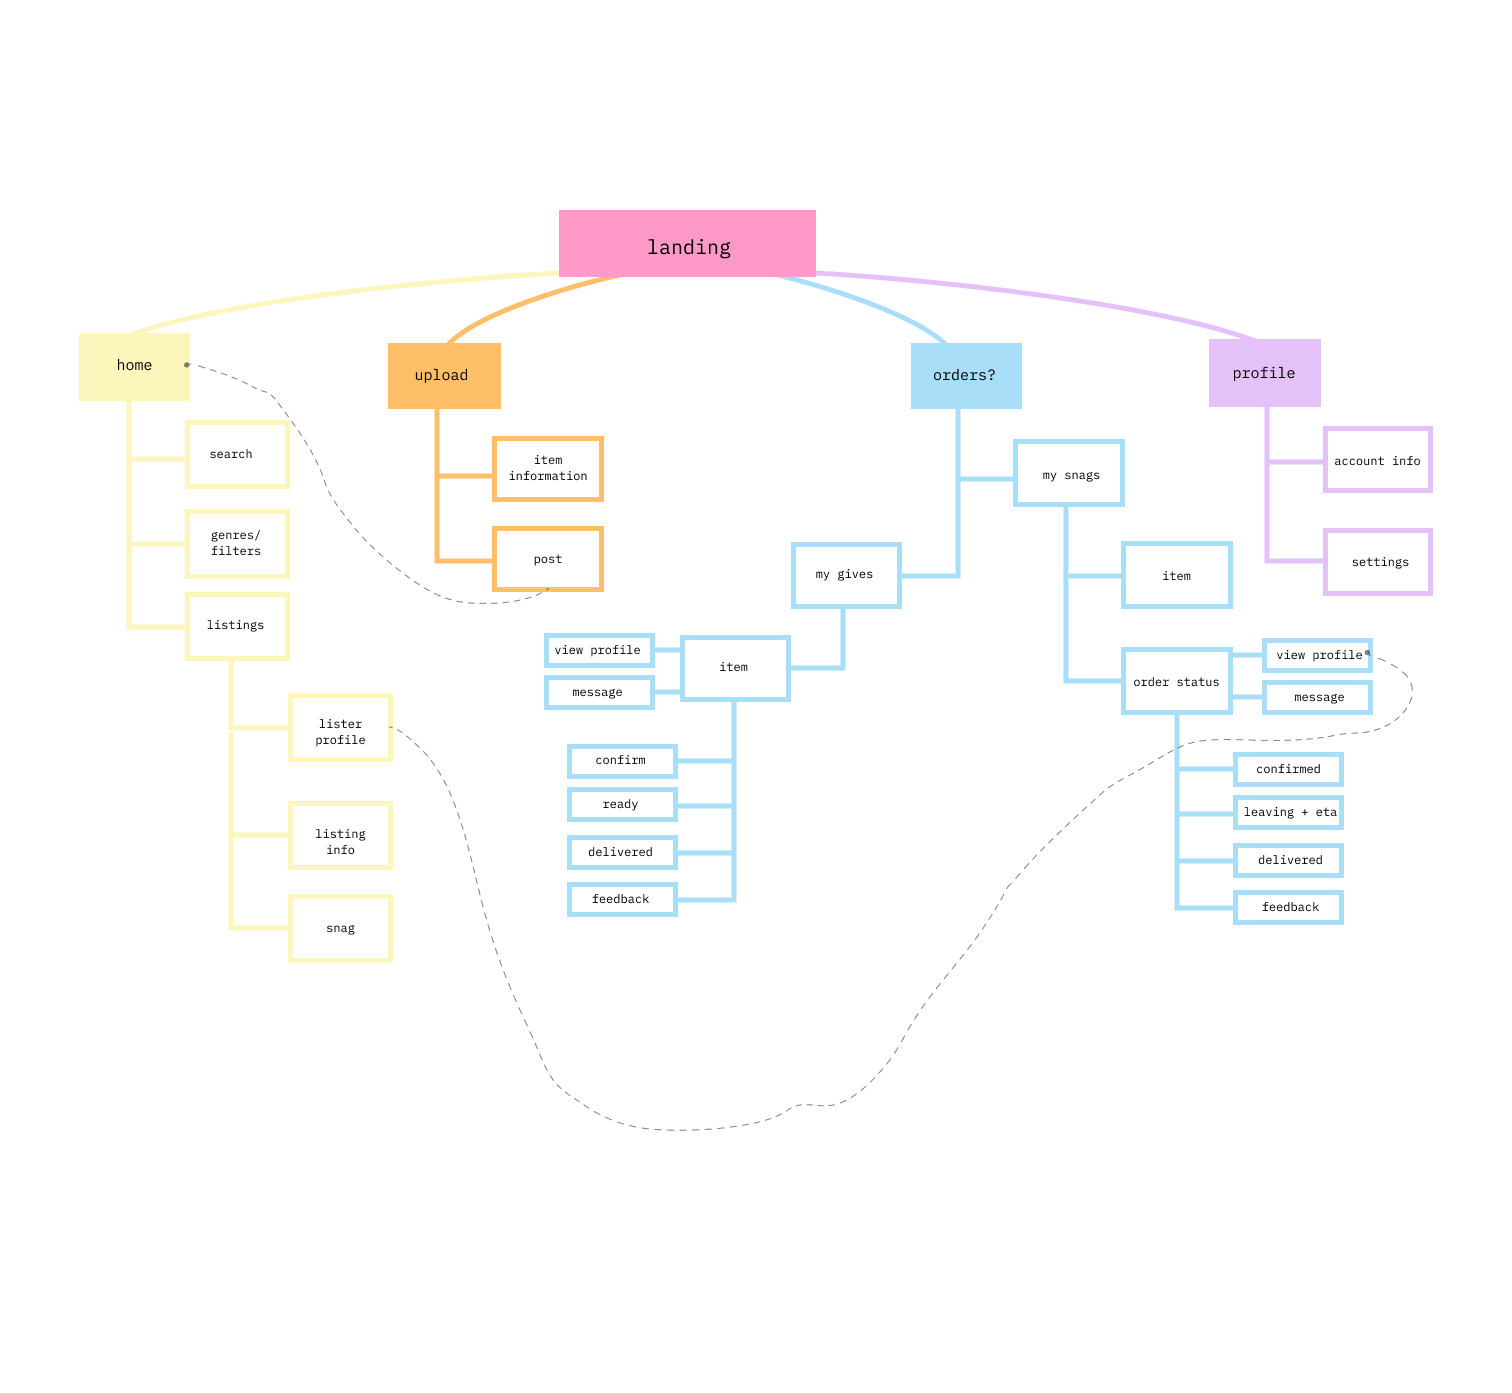 landing
home
upload
orders?
profile
search
genres/
filters
listings
lister
profile
listing
info
snag
item
information
post
my snags
my gives
item
view profile
message
confirm
ready
delivered
feedback
item
order status
view profile
message
confirmed
leaving + eta
delivered
feedback
account info
settings